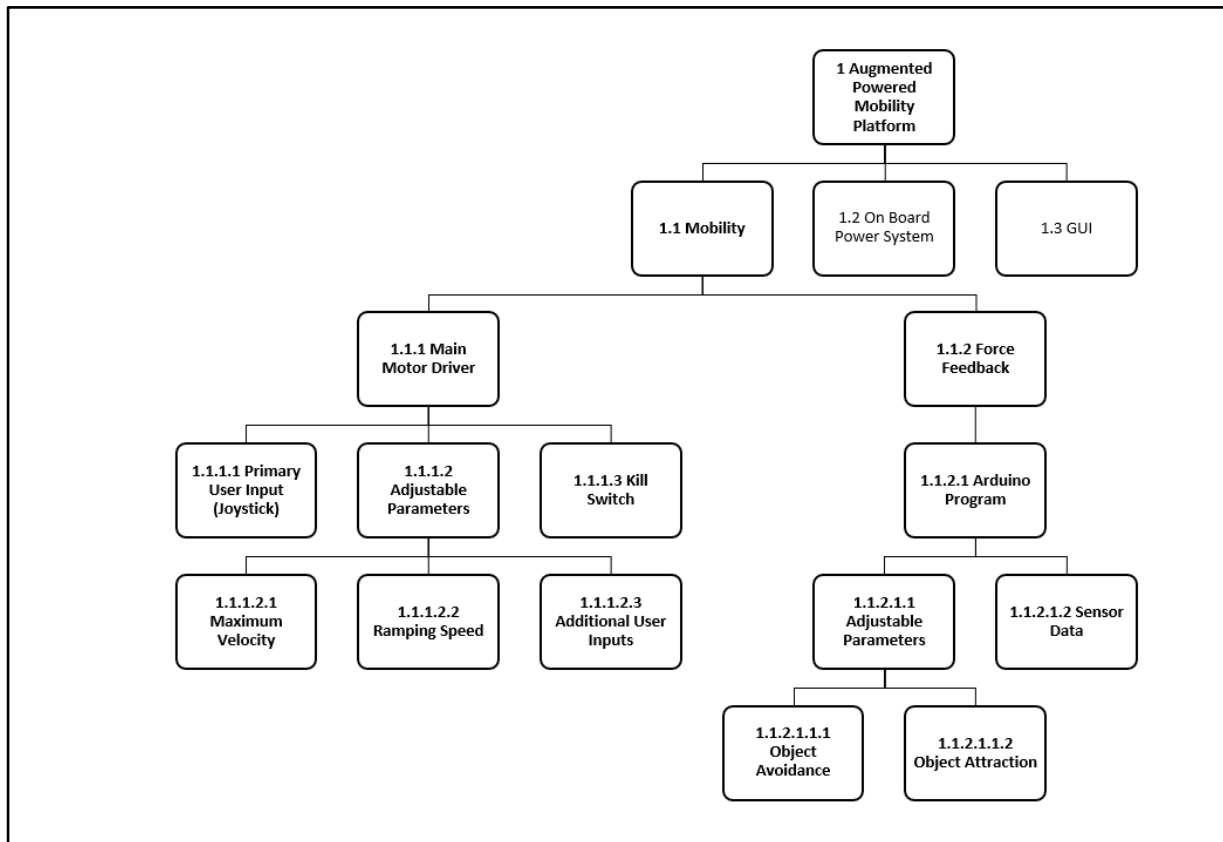 1 Augmented
Powered
Mobility
Platform
1.1 Mobility
1.2 On Board
Power System
1.3 GUI
1.1.1 Main
Motor Driver
1.1.2 Force
Feedback
1.1.1.1 Primary
User Input
(Joystick)
1.1.1.2
Adjustable
Parameters
1.1.1.3 Kill
Switch
1.1.2.1 Arduino
Program
1.1.1.2.1
Maximum
Velocity
1.1.1.2.2
Ramping Speed
1.1.1.2.3
Additional User
Inputs
1.1.2.1.1
Adjustable
Parameters
1.1.2.1.2 Sensor
Data
1.1.2.1.1.1
Object
Avoidance
1.1.2.1.1.2
Object Attraction